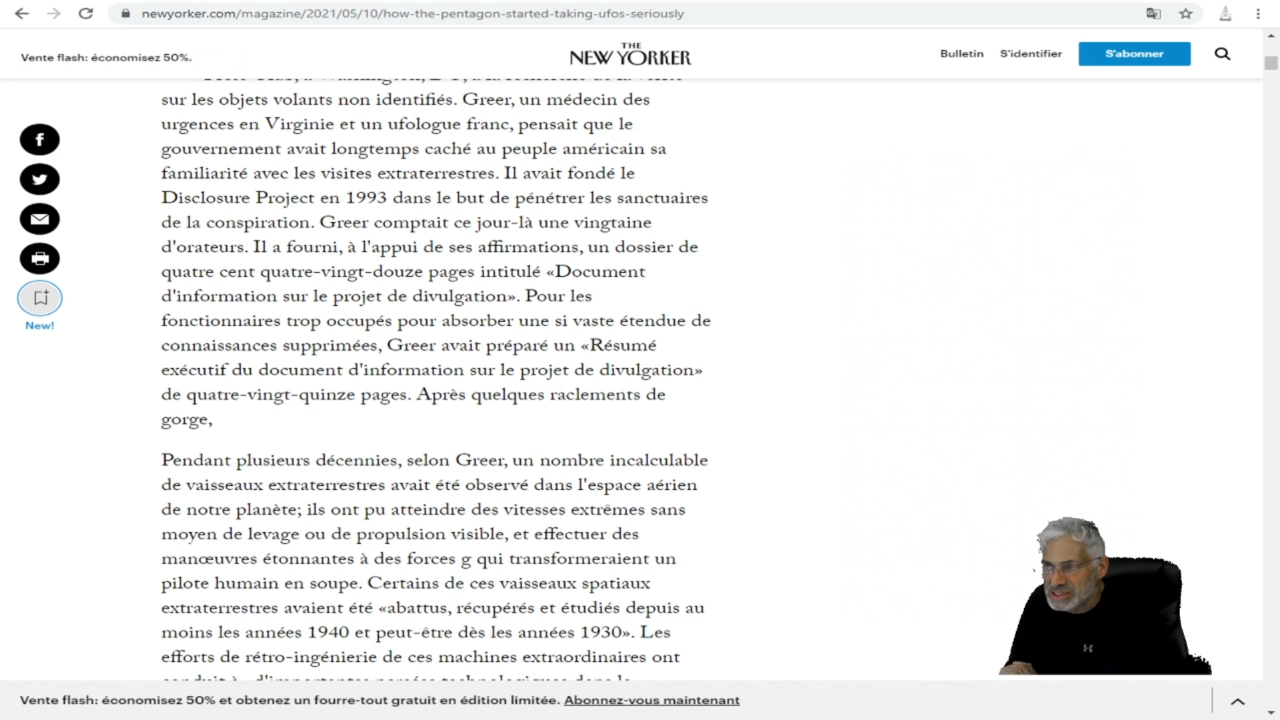 newyorker.com/magazine/2021/05/10/how-the-pentagon-started-taking-ufos-seriously
Vente flash: économisez 50%.
THE
NEW YORKER
Bulletin
S'identifier
S'abonner
sur les objets volants non identifiés. Greer, un médecin des
urgences en Virginie et un ufologue franc, pensait que le
gouvernement avait longtemps caché au peuple américain sa
familiarité avec les visites extraterrestres. Il avait fondé le
Disclosure Project en 1993 dans le but de pénétrer les sanctuaires
de la conspiration. Greer comptait ce jour-là une vingtaine
d'orateurs. Il a fourni, à l'appui de ses affirmations, un dossier de
quatre cent quatre-vingt-douze pages intitulé «Document
d'information sur le projet de divulgation». Pour les
fonctionnaires trop occupés pour absorber une si vaste étendue de
connaissances supprimées, Greer avait préparé un «Résumé
exécutif du document d'information sur le projet de divulgation»
de quatre-vingt-quinze pages. Après quelques raclements de
gorge,
New!
Pendant plusieurs décennies, selon Greer, un nombre incalculable
de vaisseaux extraterrestres avait été observé dans l'espace aérien
de notre planète; ils ont pu atteindre des vitesses extrêmes sans
moyen de levage ou de propulsion visible, et effectuer des
manœuvres étonnantes à des forces g qui transformeraient un
pilote humain en soupe. Certains de ces vaisseaux spatiaux
extraterrestres avaient été «abattus, récupérés et étudiés depuis au
moins les années 1940 et peut-être dès les années 1930». Les
efforts de rétro-ingénierie de ces machines extraordinaires ont
Vente flash: économisez 50% et obtenez un fourre-tout gratuit en édition limitée. Abonnez-vous maintenant